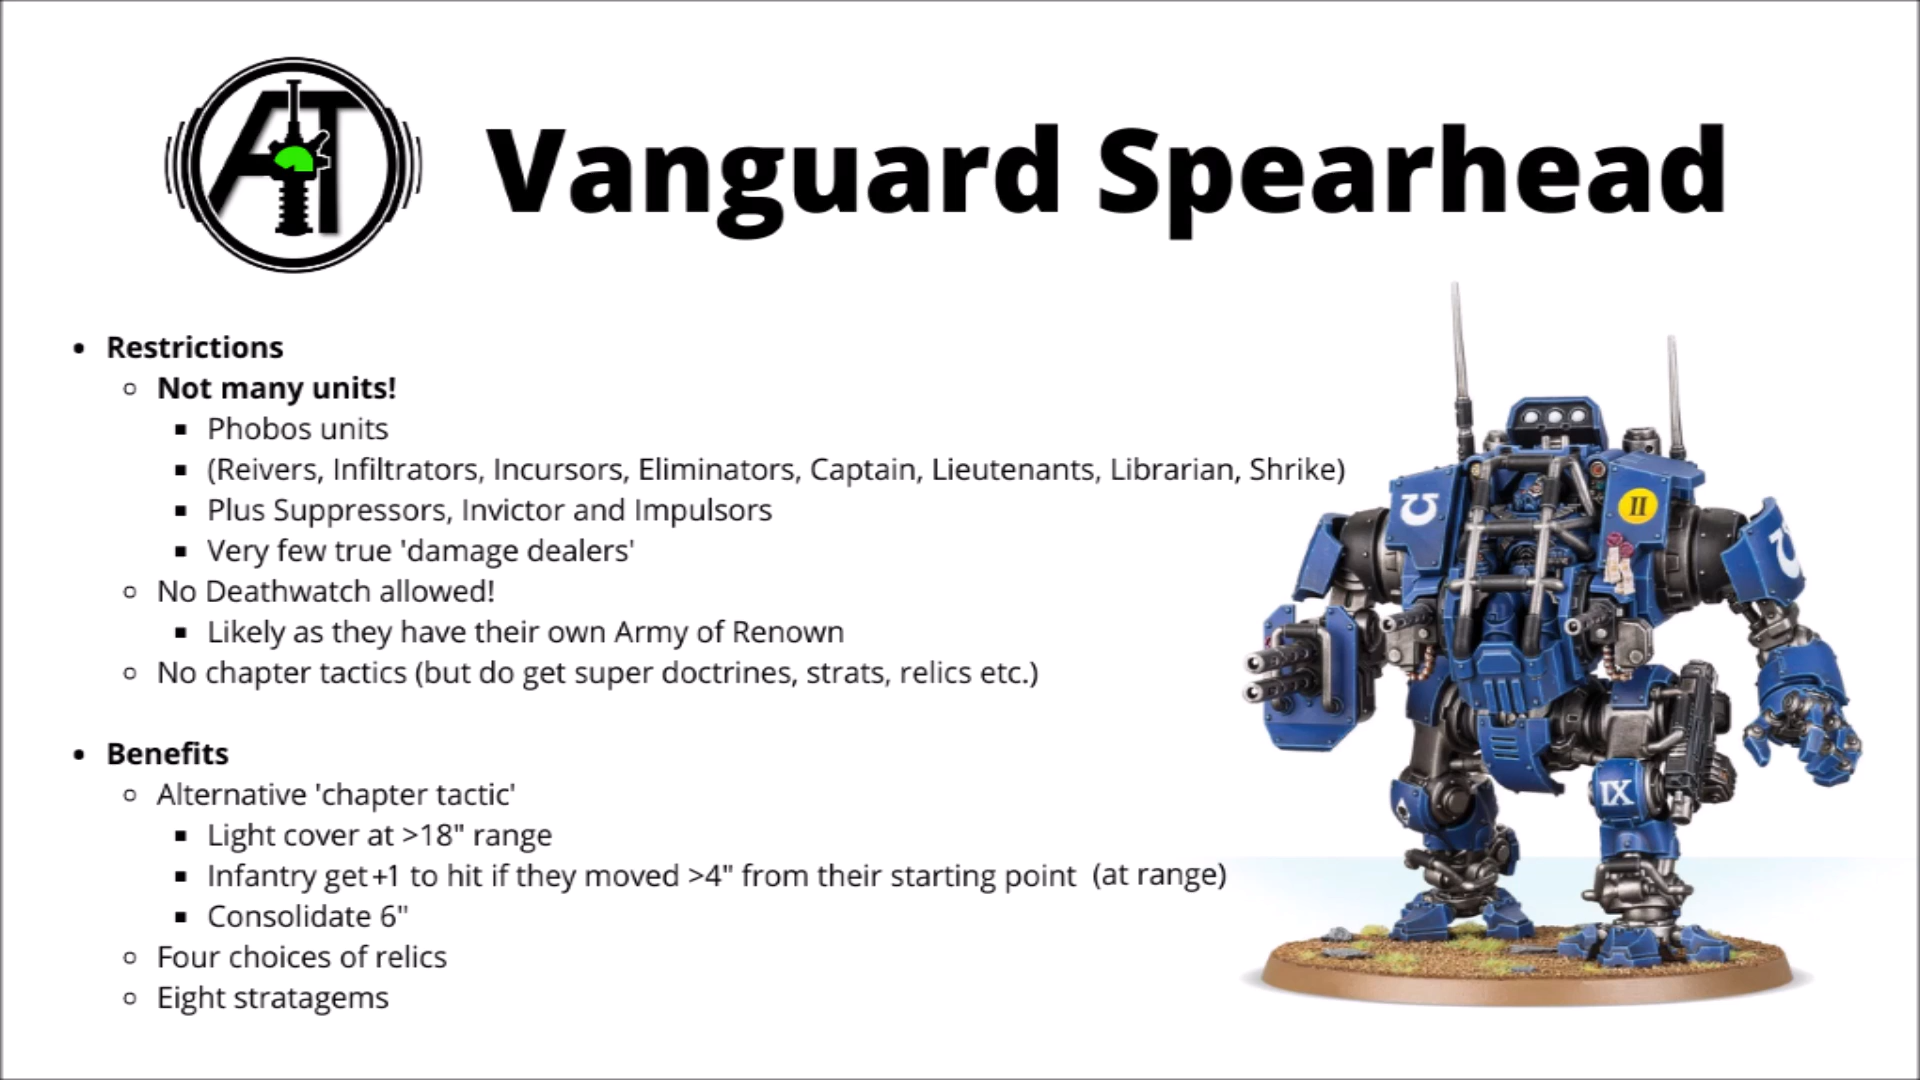 AT
Vanguard Spearhead
Restrictions
Not many units!
Phobos units
(Reivers, Infiltrators, Incursors, Eliminators, Captain, Lieutenants, Librarian, Shrike)
Plus Suppressors, Invictor and Impulsors
Very few true 'damage dealers'
No Deathwatch allowed!
Likely as they have their own Army of Renown
No chapter tactics (but do get super doctrines, strats, relics etc.)
Benefits
Alternative 'chapter tactic'
Light cover at >18" range
Infantry get +1 to hit if they moved >4" from their starting point (at range)
Consolidate 6"
Four choices of relics
Eight stratagems
II
IX